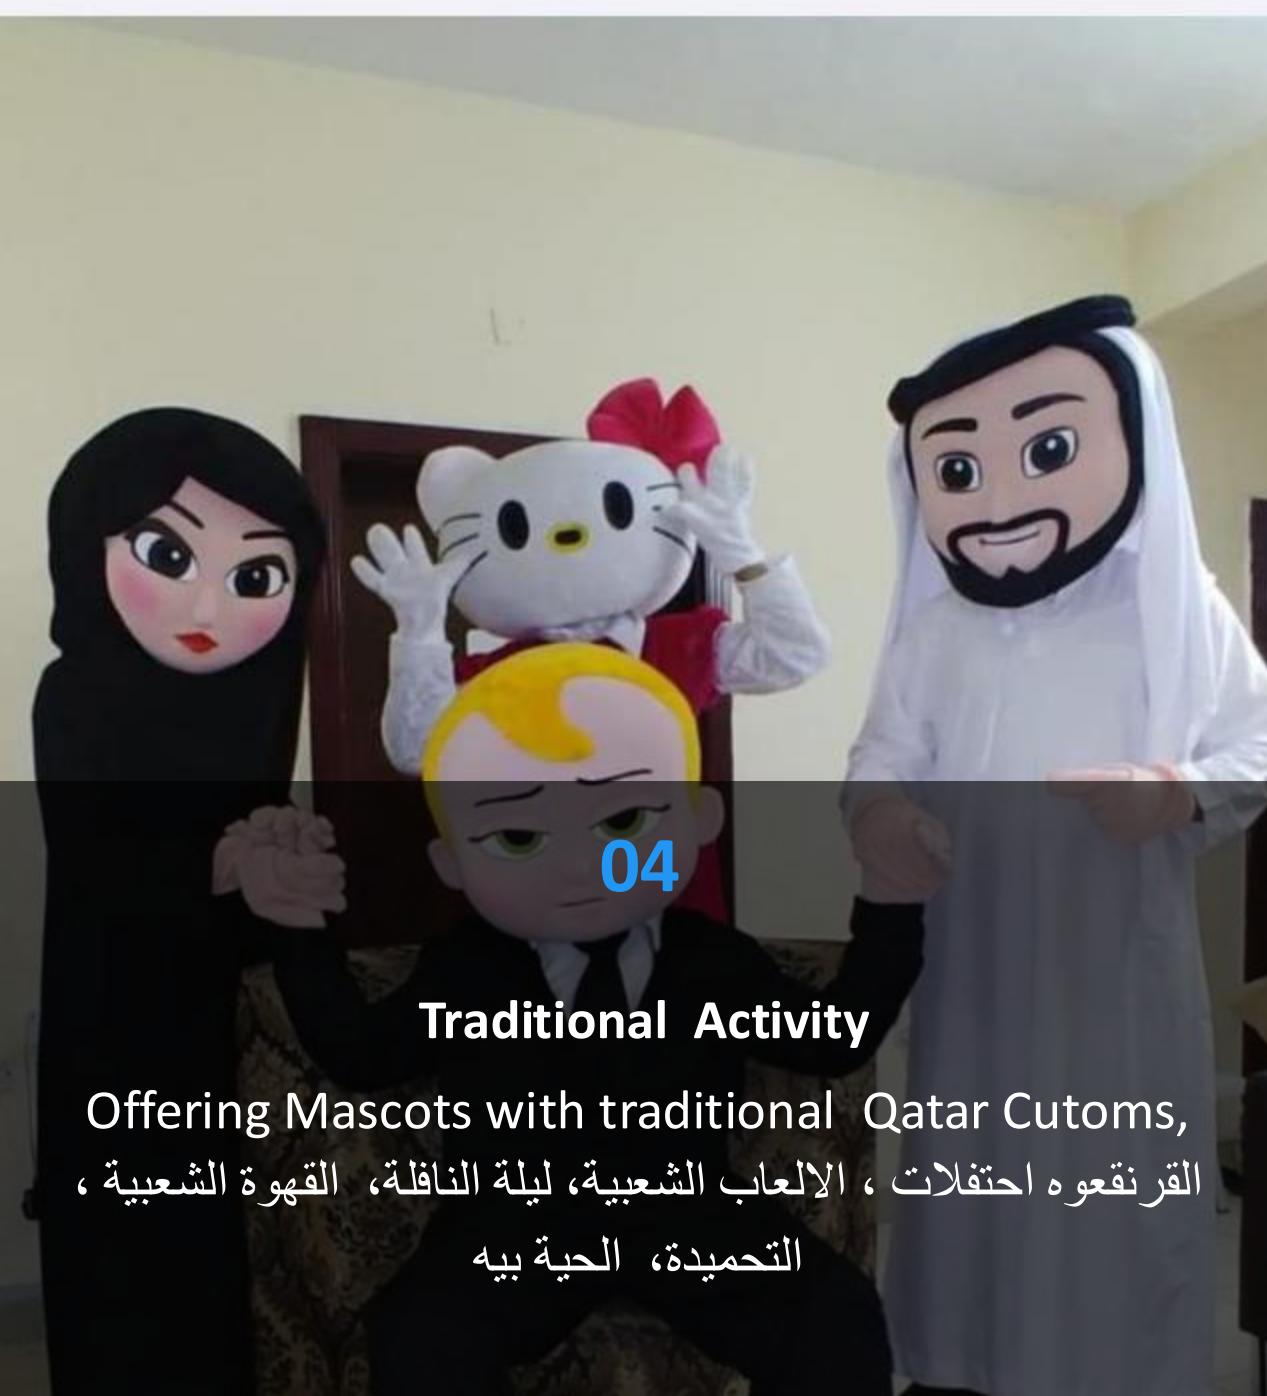 04
Traditional Activity
Offering Mascots with traditional Qatar Cutoms,
القرنقعوه احتفلات ، الالعاب الشعبية، ليلة النافلة، القهوة الشعبية ،
التحميدة، الحية بيه